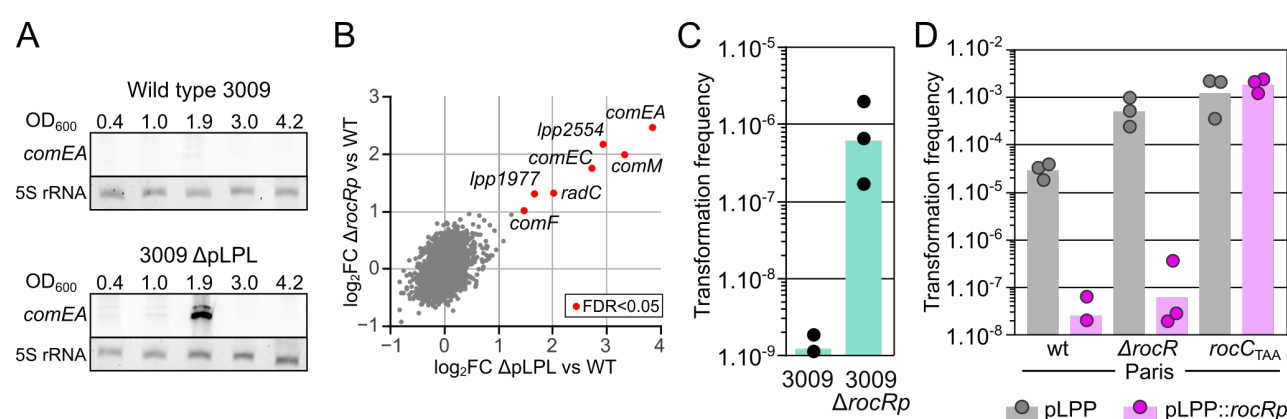 A
Wild type 3009
OD600 0.4 1.0 1.9 3.0 4.2
comEA
5S rRNA
3009 ΔpLPL
OD600 0.4 1.0 1.9 3.0 4.2
comEA
5S rRNA
B
log2FC ΔrocRp vs WT
3
2
1
0
−1
comEA
lpp2554
comEC
comM
lpp1977
radC
comF
FDR<0.05
−1 0 1 2 3 4
log2FC ΔpLPL vs WT
C
Transformation frequency
1.10-5
1.10-6
1.10-7
1.10-8
1.10-9
3009
3009 ΔrocRp
D
Transformation frequency
1.10-2
1.10-3
1.10-4
1.10-5
1.10-6
1.10-7
1.10-8
wt ΔrocR rocCTAA
Paris
pLPP pLPP::rocRp